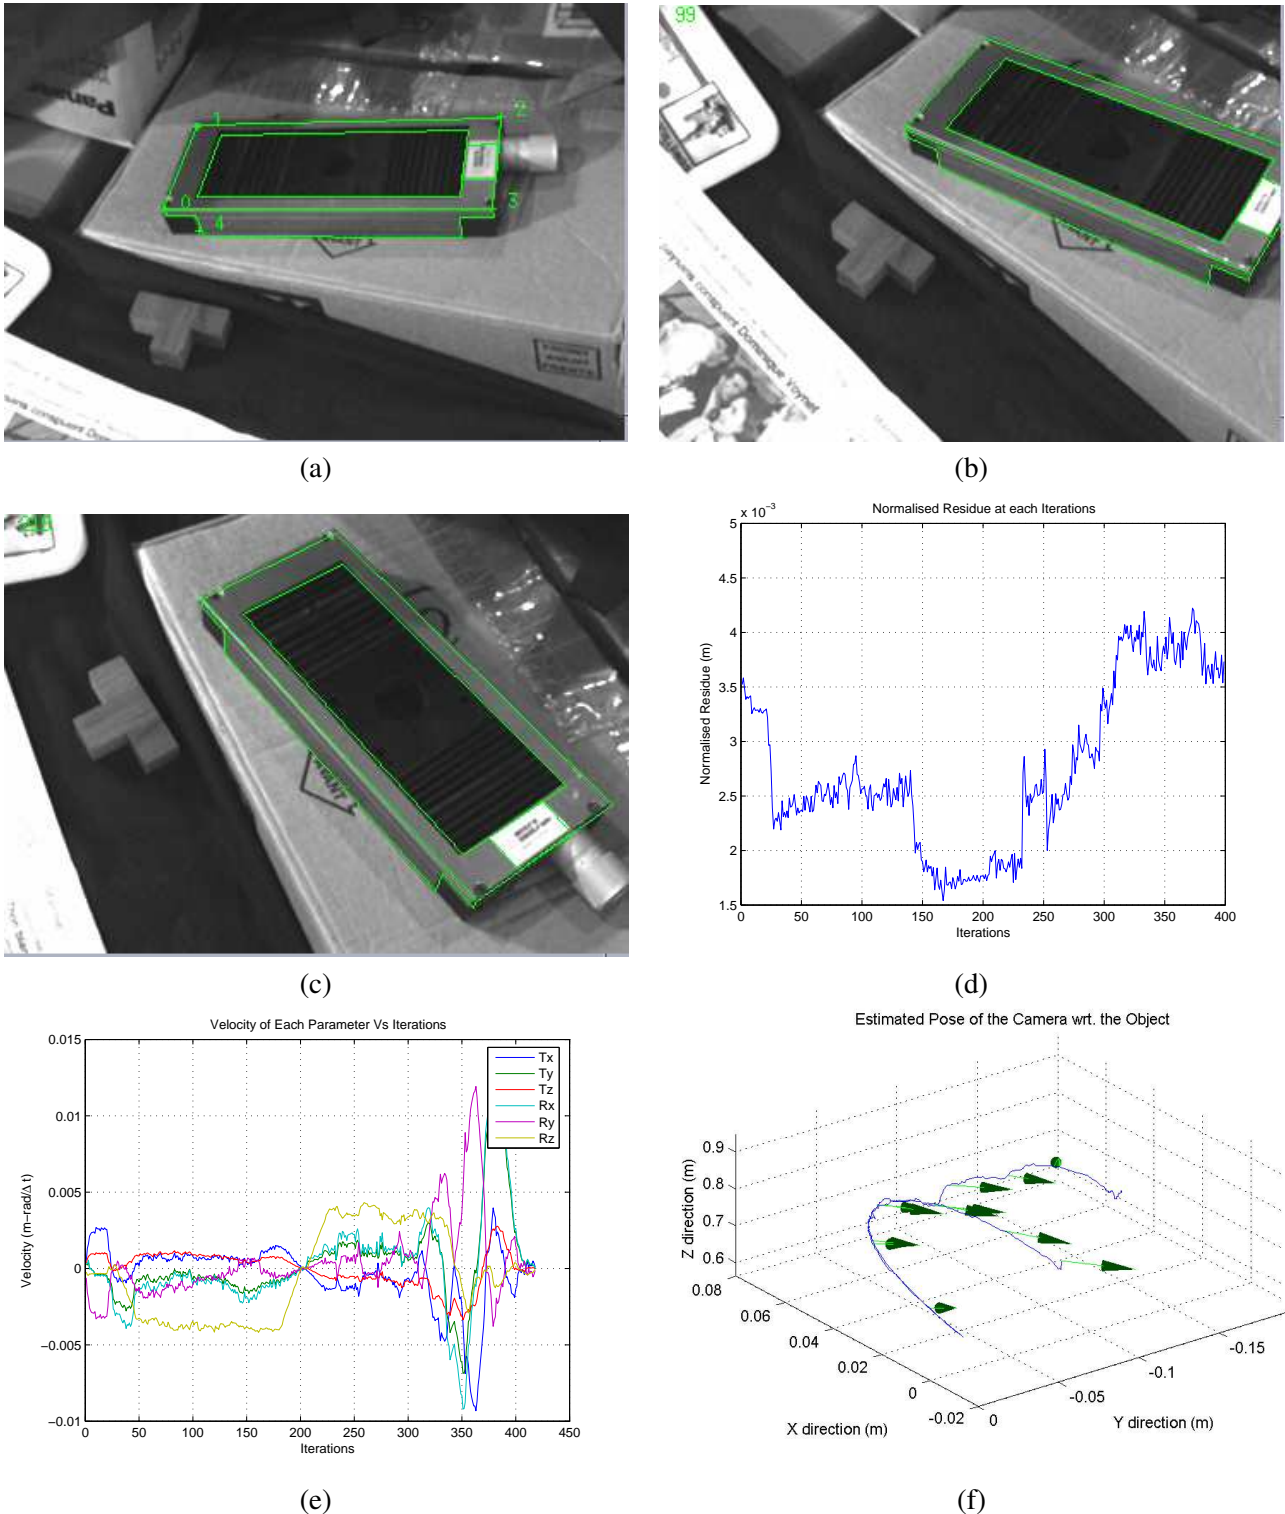 Pana
1
2
0
3
4
(a)
99
conspuent Dominique Voynet
(b)
(c)
Normalised Residue at each Iterations
x 10⁻³
5
4.5
4
3.5
3
2.5
2
1.5
Normalised Residue (m)
0 50 100 150 200 250 300 350 400
Iterations
(d)
Velocity of Each Parameter Vs Iterations
0.015
0.01
0.005
0
−0.005
−0.01
Velocity (m−rad/Δ t)
Tx
Ty
Tz
Rx
Ry
Rz
0 50 100 150 200 250 300 350 400 450
Iterations
(e)
Estimated Pose of the Camera wrt. the Object
0.9
0.8
0.7
0.6
Z direction (m)
0.08
0.06
0.04
0.02
0
-0.02
X direction (m)
0
-0.05
-0.1
-0.15
Y direction (m)
(f)